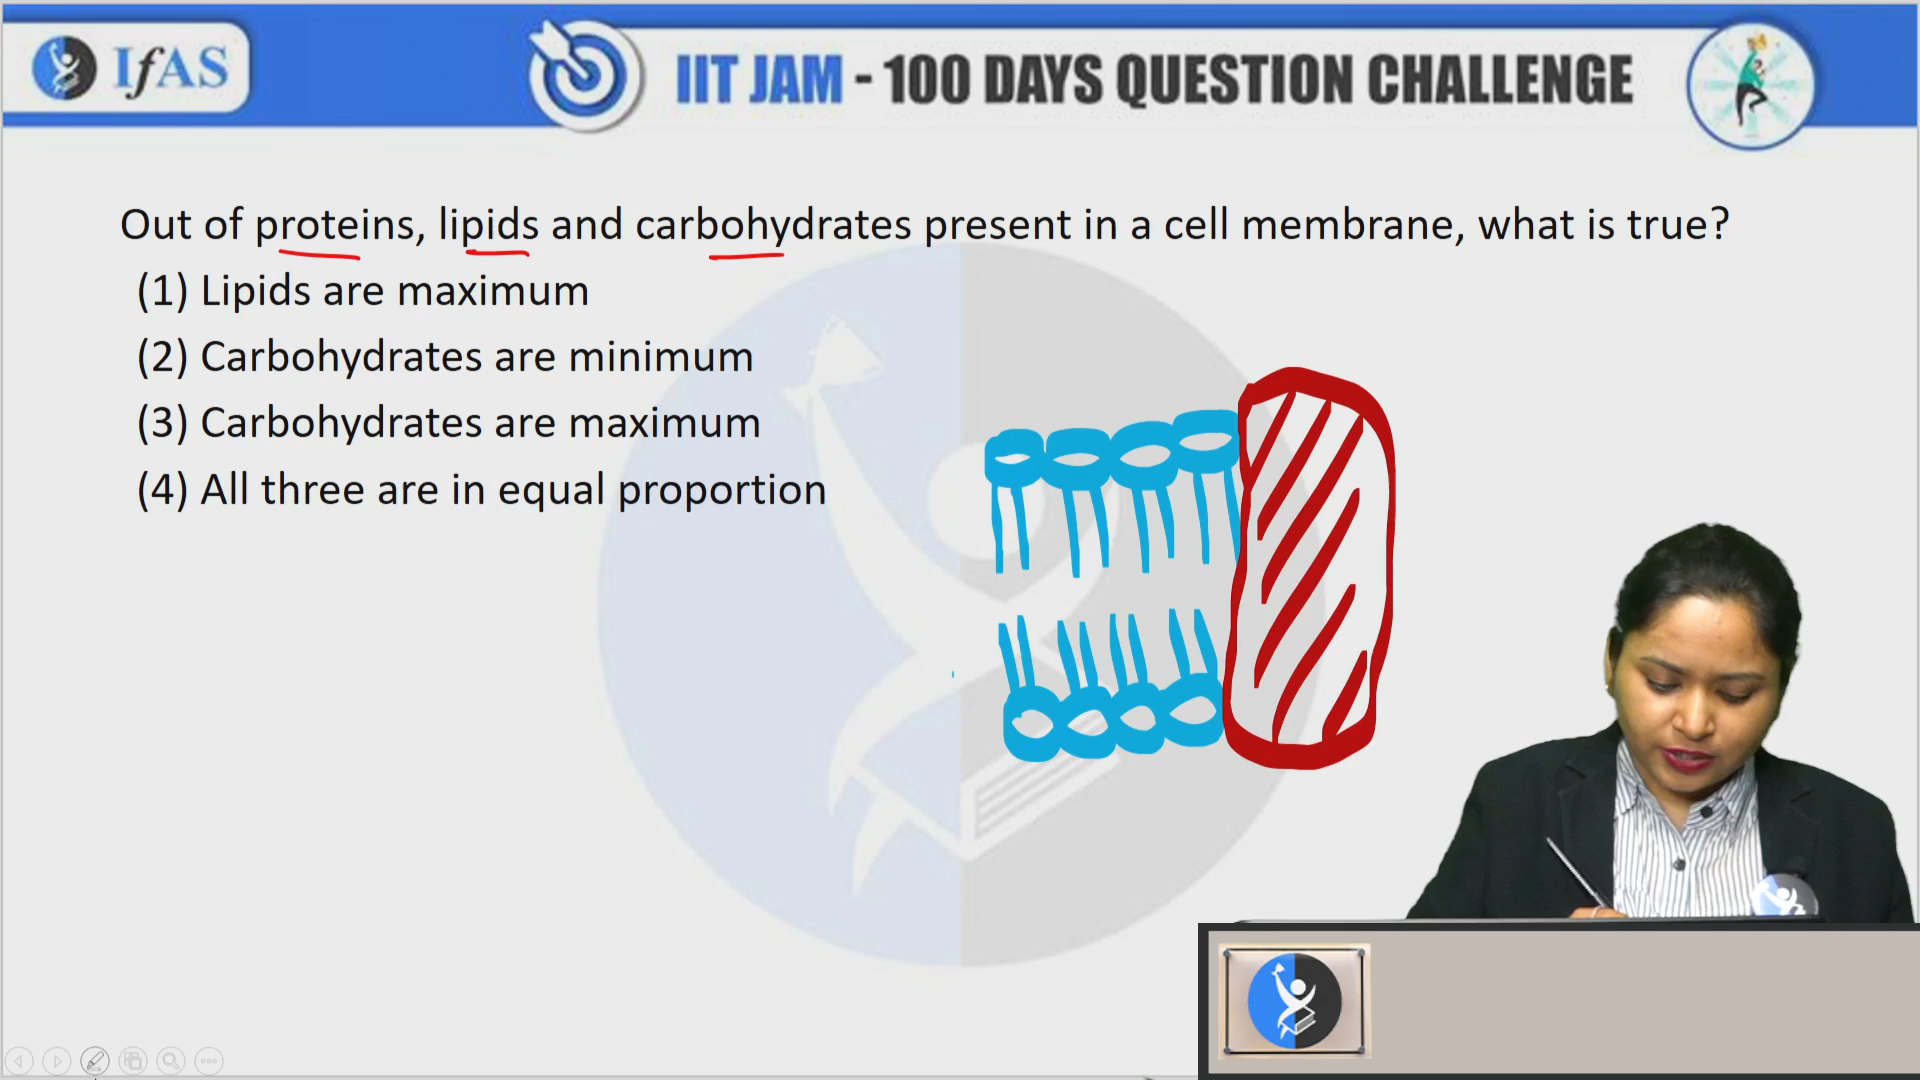 IfAS
IIT JAM - 100 DAYS QUESTION CHALLENGE
Out of proteins, lipids and carbohydrates present in a cell membrane, what is true?
(1) Lipids are maximum
(2) Carbohydrates are minimum
(3) Carbohydrates are maximum
(4) All three are in equal proportion